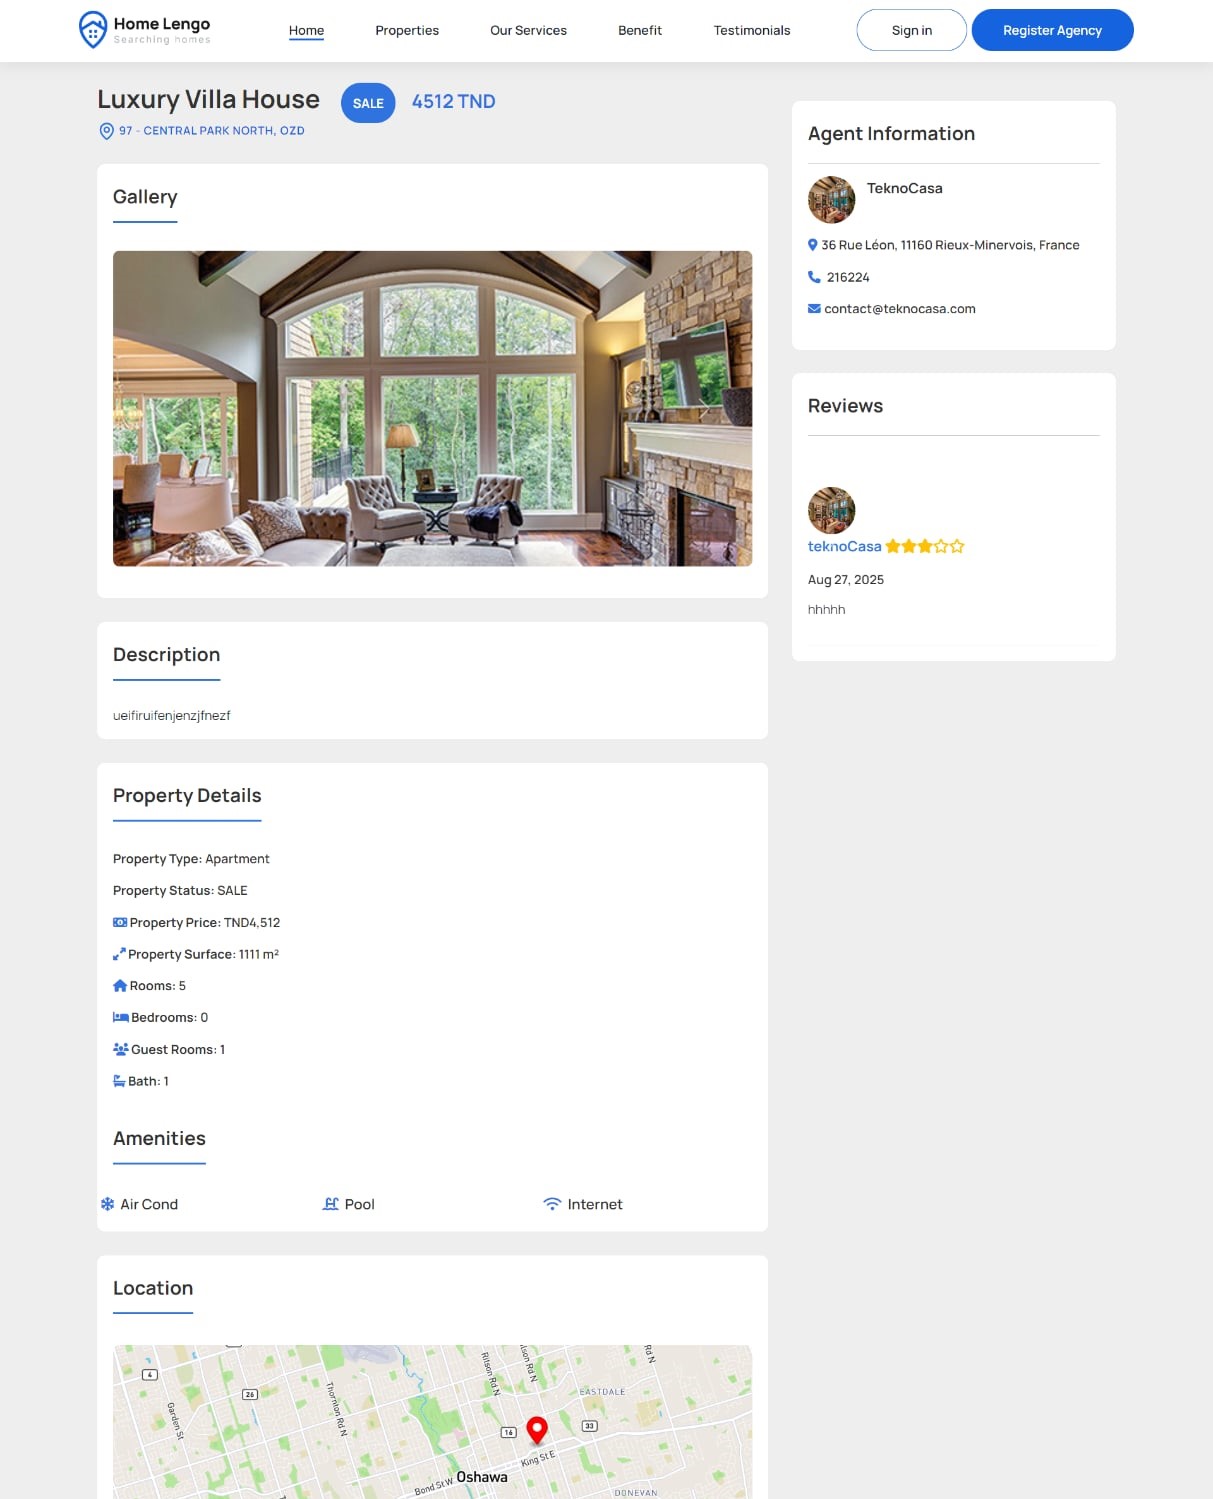 Home Lengo
Searching homes
Home
Properties
Our Services
Benefit
Testimonials
Sign in
Register Agency
Luxury Villa House
SALE
4512 TND
97 - CENTRAL PARK NORTH, OZD
Gallery
Description
ueifiruifenjenzjfnezf
Property Details
Property Type: Apartment
Property Status: SALE
Property Price: TND4,512
Property Surface: 1111 m²
Rooms: 5
Bedrooms: 0
Guest Rooms: 1
Bath: 1
Amenities
Air Cond
Pool
Internet
Location
4
26
Garden St
Thornton Rd N
Ritson Rd N
lson Rd N
Rd N
EASTDALE
16
33
King St E
Bond St W
Oshawa
DONEVAN
Agent Information
TeknoCasa
36 Rue Léon, 11160 Rieux-Minervois, France
216224
contact@teknocasa.com
Reviews
teknoCasa
Aug 27, 2025
hhhhh